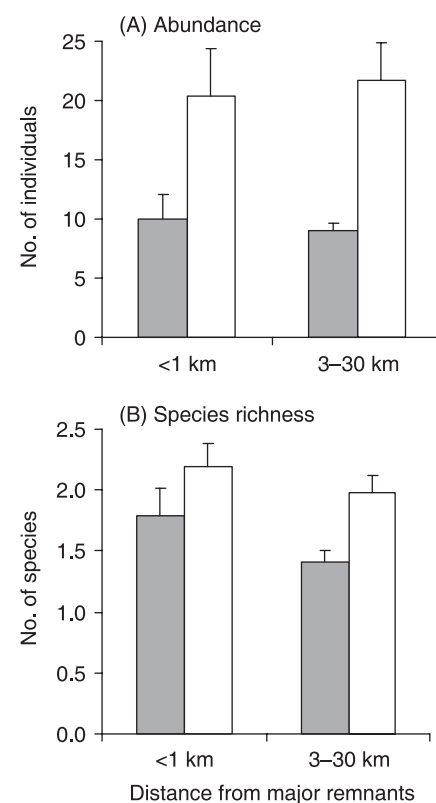 (A) Abundance
25
20
15
10
5
0
No. of individuals
<1 km
3–30 km
(B) Species richness
2.5
2.0
1.5
1.0
0.5
0.0
No. of species
<1 km
3–30 km
Distance from major remnants